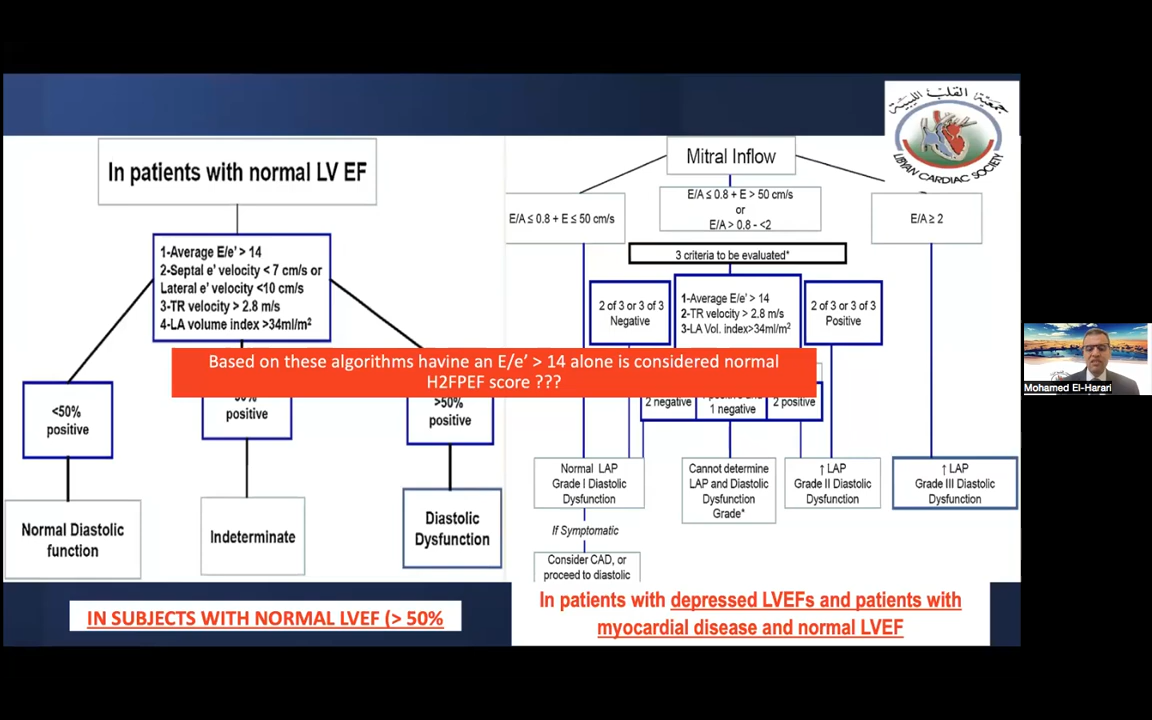 جمعية القلب الليبية
LIBYAN CARDIAC SOCIETY
In patients with normal LV EF
1-Average E/e' > 14
2-Septal e' velocity < 7 cm/s or
Lateral e' velocity <10 cm/s
3-TR velocity > 2.8 m/s
4-LA volume index >34ml/m²
<50%
positive
positive
>50%
positive
Normal Diastolic
function
Indeterminate
Diastolic
Dysfunction
IN SUBJECTS WITH NORMAL LVEF (> 50%
Based on these algorithms havine an E/e' > 14 alone is considered normal
H2FPEF score ???
Mitral Inflow
E/A ≤ 0.8 + E ≤ 50 cm/s
E/A ≤ 0.8 + E > 50 cm/s
or
E/A > 0.8 - <2
E/A ≥ 2
3 criteria to be evaluated*
2 of 3 or 3 of 3
Negative
1-Average E/e' > 14
2-TR velocity > 2.8 m/s
3-LA Vol. index>34ml/m²
2 of 3 or 3 of 3
Positive
2 negative
1 negative
2 positive
Normal LAP
Grade I Diastolic
Dysfunction
Cannot determine
LAP and Diastolic
Dysfunction
Grade*
↑ LAP
Grade II Diastolic
Dysfunction
↑ LAP
Grade III Diastolic
Dysfunction
If Symptomatic
Consider CAD, or
proceed to diastolic
In patients with depressed LVEFs and patients with
myocardial disease and normal LVEF
Mohamed El-Harari